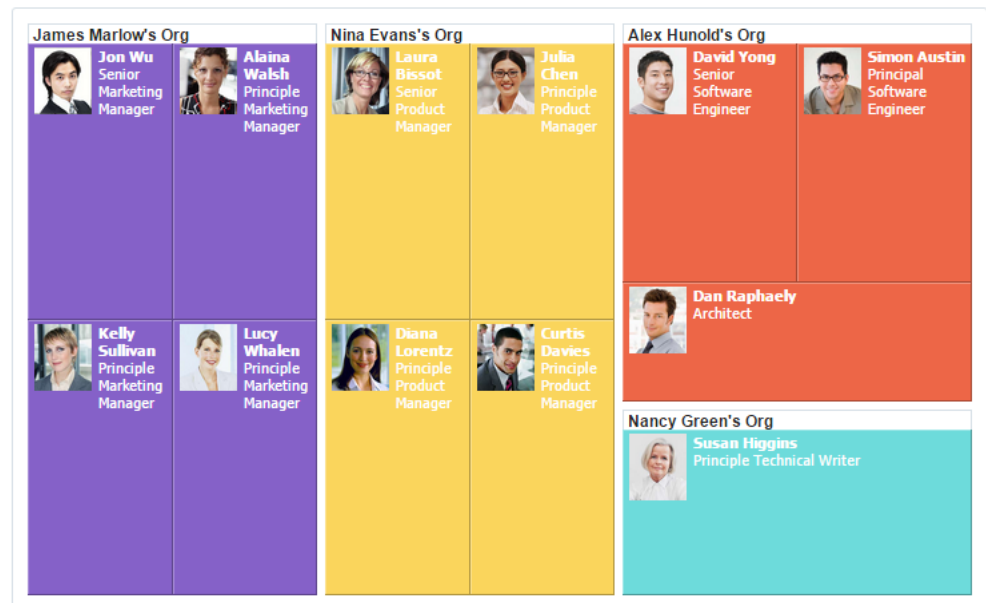 James Marlow's Org
Jon Wu
Senior
Marketing
Manager
Alaina
Walsh
Principle
Marketing
Manager
Kelly
Sullivan
Principle
Marketing
Manager
Lucy
Whalen
Principle
Marketing
Manager
Nina Evans's Org
Laura
Bissot
Senior
Product
Manager
Julia
Chen
Principle
Product
Manager
Diana
Lorentz
Principle
Product
Manager
Curtis
Davies
Principle
Product
Manager
Alex Hunold's Org
David Yong
Senior
Software
Engineer
Simon Austin
Principal
Software
Engineer
Dan Raphaely
Architect
Nancy Green's Org
Susan Higgins
Principle Technical Writer